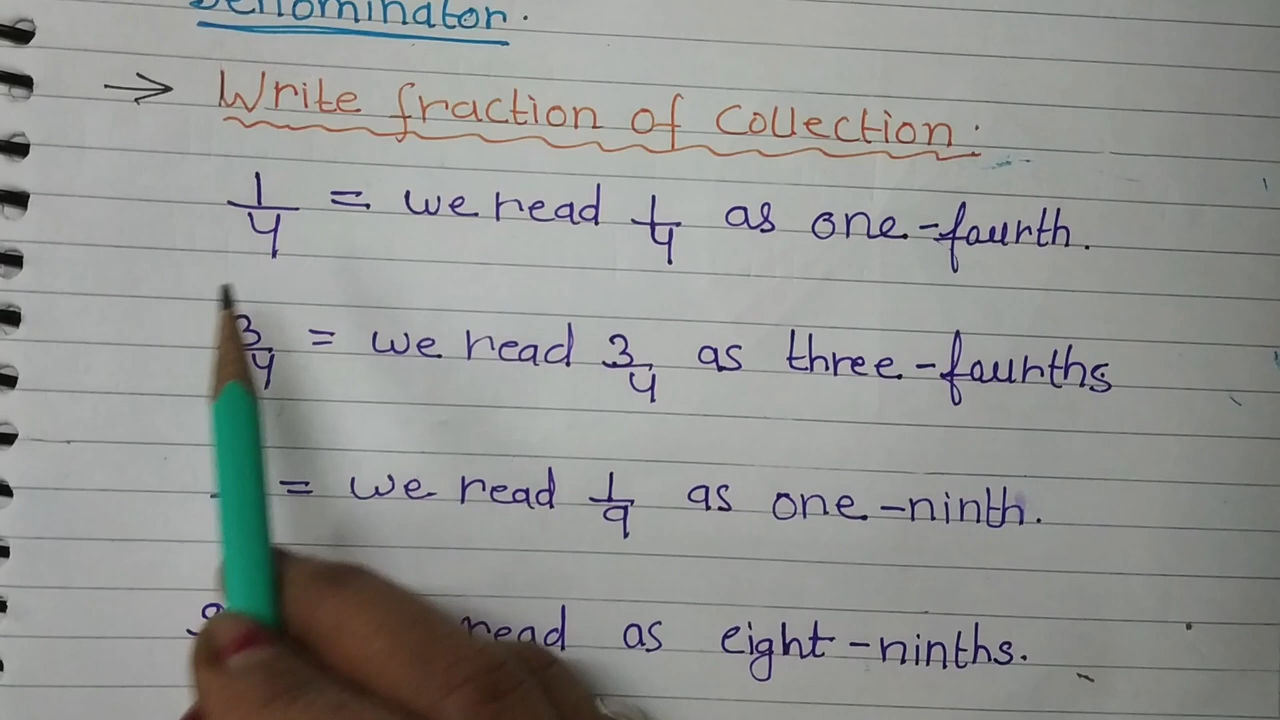 Denominator.
→ Write fraction of Collection.
1/4 = we read 1/4 as one-fourth.
3/4 = we read 3/4 as three-fourths
= we read 1/9 as one-ninth.
read as eight-ninths.